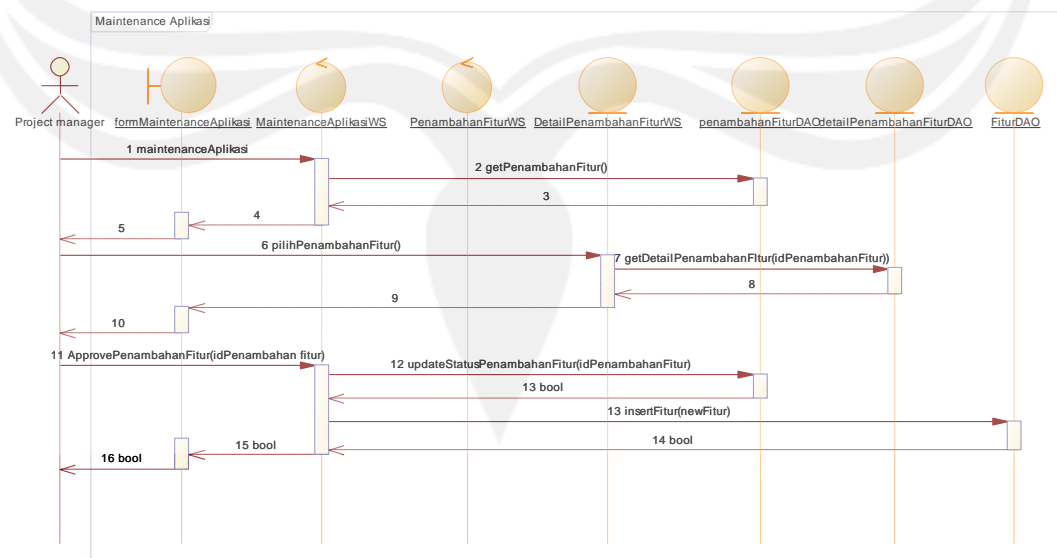 Maintenance Aplikasi
Project manager
formMaintenanceAplikasi
MaintenanceAplikasiWS
PenambahanFiturWS
DetailPenambahanFiturWS
penambahanFiturDAO
detailPenambahanFiturDAO
FiturDAO
1 maintenanceAplikasi
2 getPenambahanFitur()
3
4
5
6 pilihPenambahanFitur()
7 getDetailPenambahanFItur(idPenambahanFitur))
8
9
10
11 ApprovePenambahanFitur(idPenambahan fitur)
12 updateStatusPenambahanFitur(idPenambahanFitur)
13 bool
13 insertFitur(newFitur)
14 bool
15 bool
16 bool